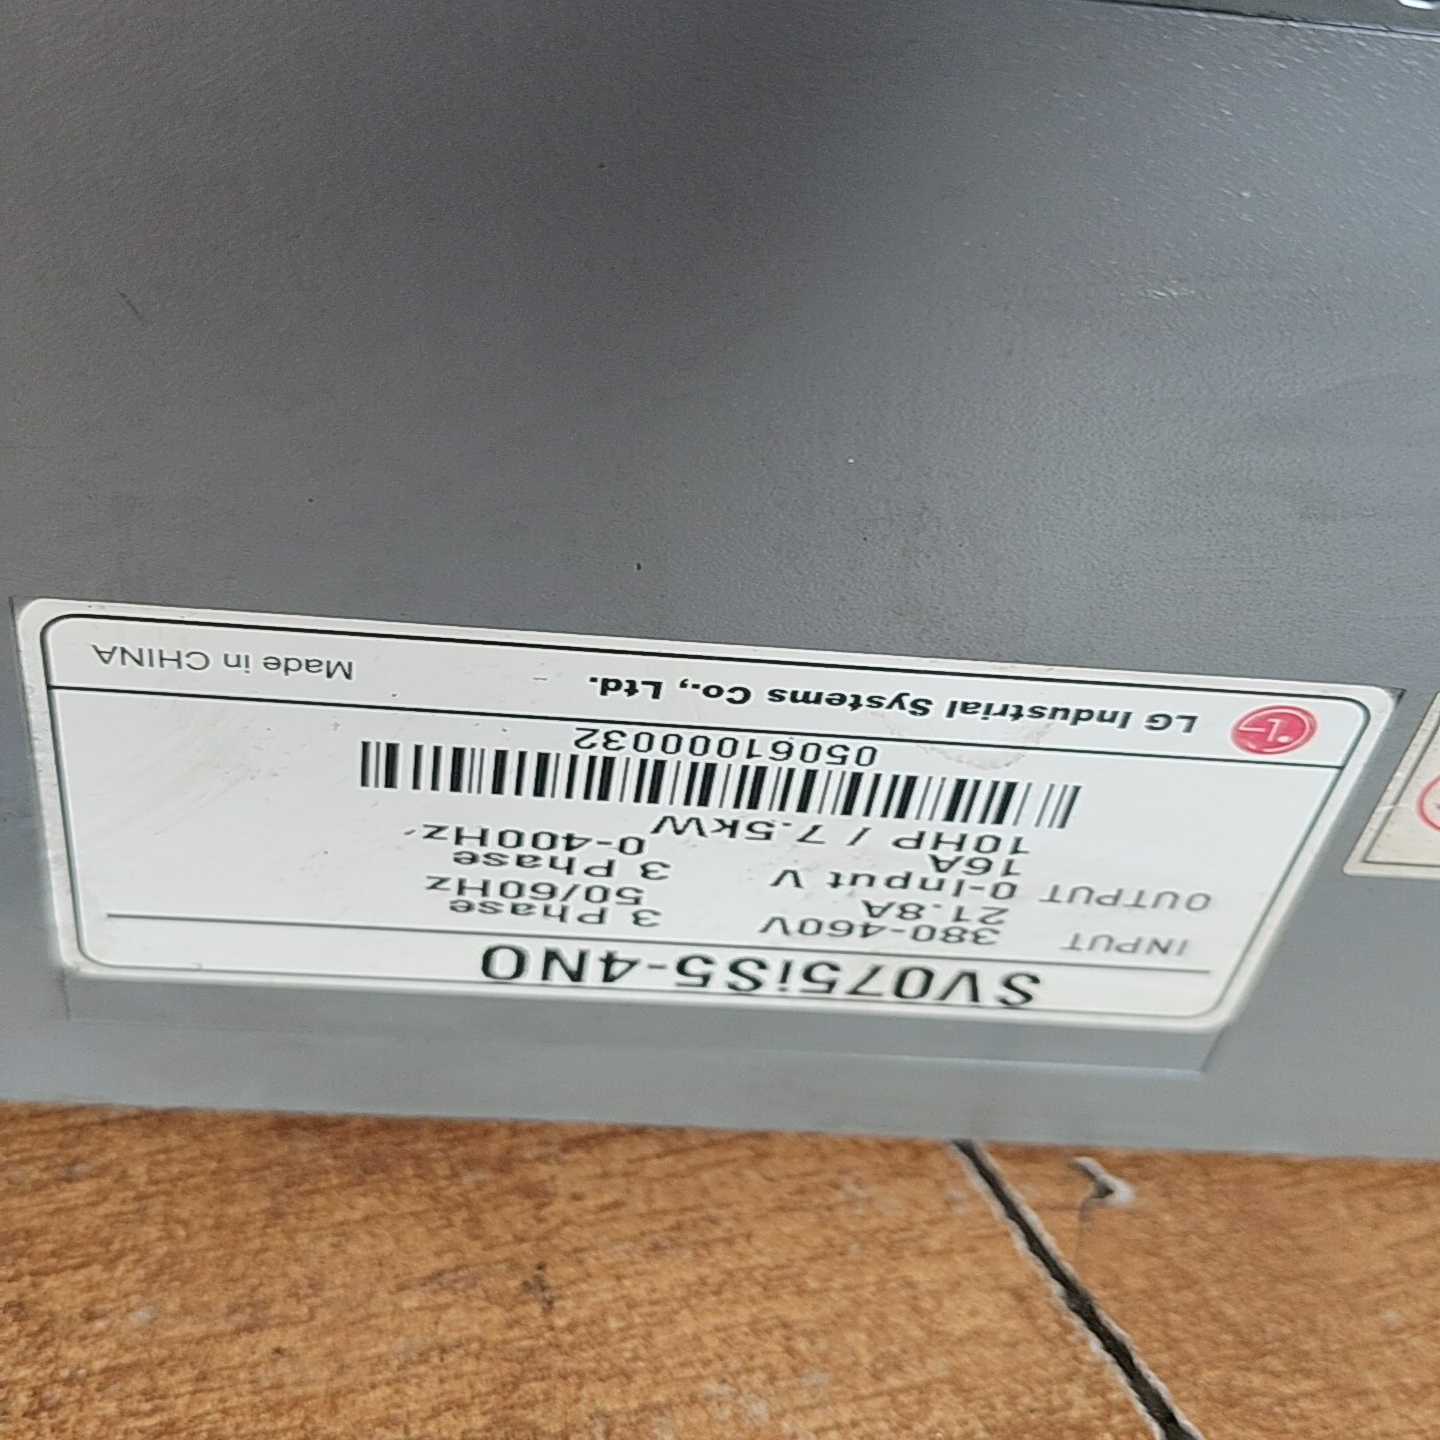 SV075iS5-4NO
INPUT 380-460V 3 Phase
21.8A 50/60Hz
OUTPUT 0-Input V 3 Phase
16A 0-400Hz
10HP / 7.5kW
05061000032
LG Industrial Systems Co., Ltd. Made in CHINA